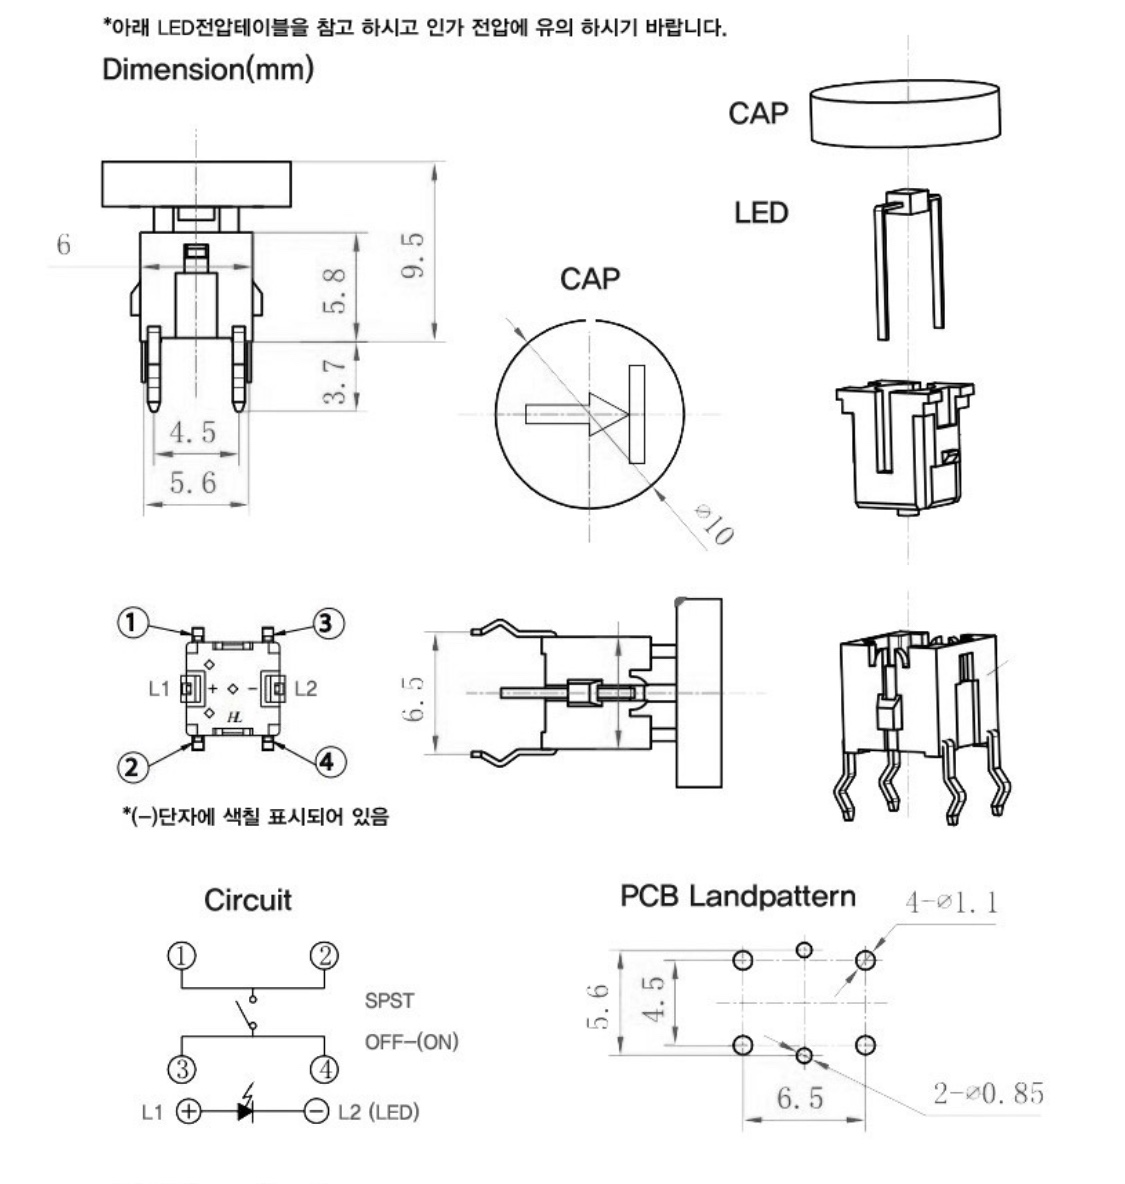 *아래 LED전압테이블을 참고 하시고 인가 전압에 유의 하시기 바랍니다.
Dimension(mm)
CAP
LED
6
5.8
9.5
3.7
4.5
5.6
CAP
⌀10
1
3
L1
+
-
L2
HL
2
4
*(-)단자에 색칠 표시되어 있음
6.5
Circuit
1
2
SPST
OFF-(ON)
3
4
L1
+
-
L2 (LED)
PCB Landpattern
4-⌀1.1
5.6
4.5
6.5
2-⌀0.85